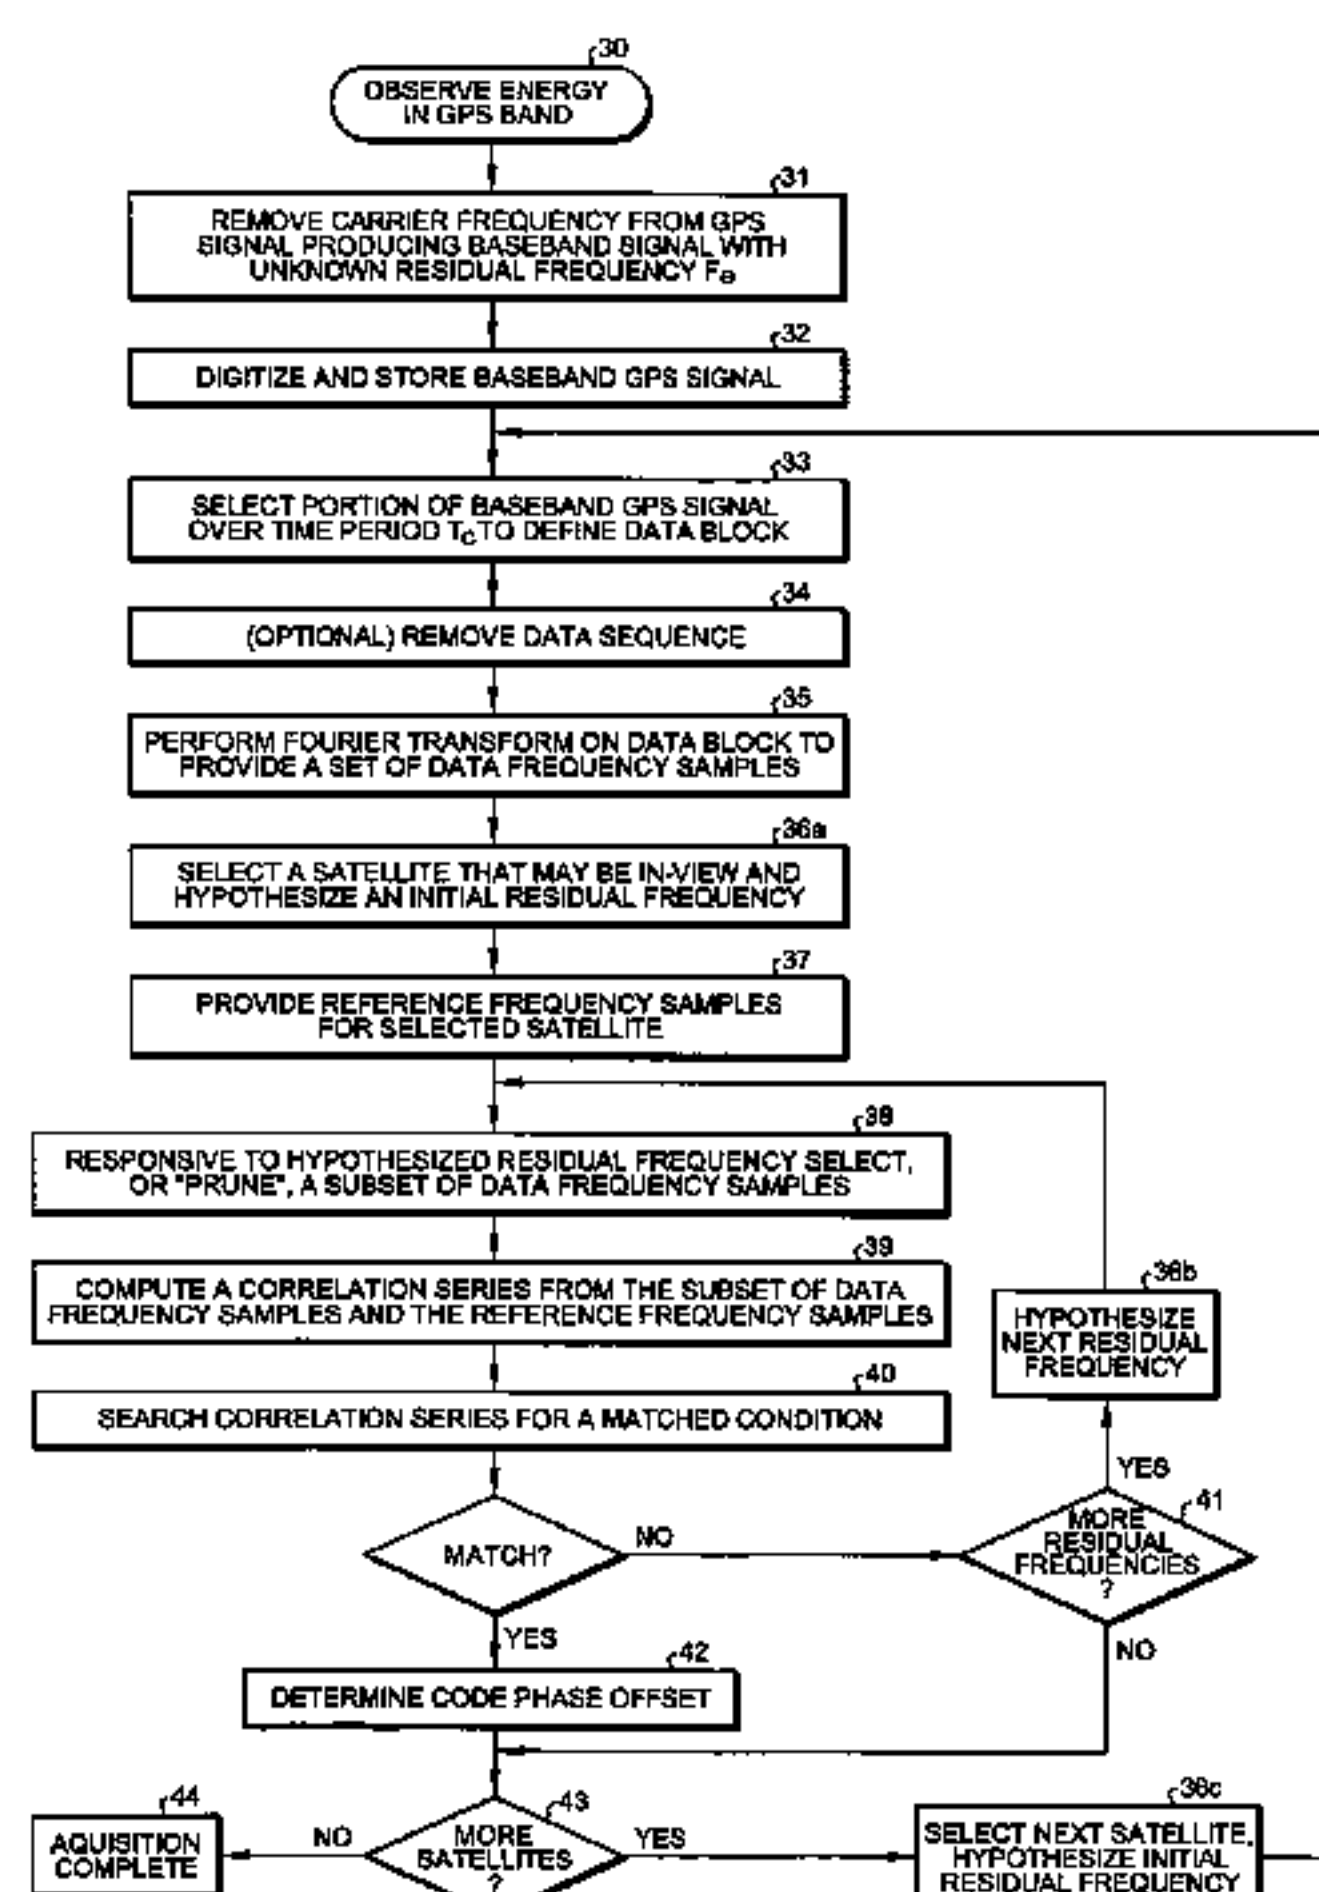 30
OBSERVE ENERGY
IN GPS BAND
31
REMOVE CARRIER FREQUENCY FROM GPS
SIGNAL PRODUCING BASEBAND SIGNAL WITH
UNKNOWN RESIDUAL FREQUENCY Fe
32
DIGITIZE AND STORE BASEBAND GPS SIGNAL
33
SELECT PORTION OF BASEBAND GPS SIGNAL
OVER TIME PERIOD TC TO DEFINE DATA BLOCK
34
(OPTIONAL) REMOVE DATA SEQUENCE
35
PERFORM FOURIER TRANSFORM ON DATA BLOCK TO
PROVIDE A SET OF DATA FREQUENCY SAMPLES
36a
SELECT A SATELLITE THAT MAY BE IN-VIEW AND
HYPOTHESIZE AN INITIAL RESIDUAL FREQUENCY
37
PROVIDE REFERENCE FREQUENCY SAMPLES
FOR SELECTED SATELLITE
38
RESPONSIVE TO HYPOTHESIZED RESIDUAL FREQUENCY SELECT,
OR "PRUNE", A SUBSET OF DATA FREQUENCY SAMPLES
39
COMPUTE A CORRELATION SERIES FROM THE SUBSET OF DATA
FREQUENCY SAMPLES AND THE REFERENCE FREQUENCY SAMPLES
36b
HYPOTHESIZE
NEXT RESIDUAL
FREQUENCY
40
SEARCH CORRELATION SERIES FOR A MATCHED CONDITION
YES
41
MORE
RESIDUAL
FREQUENCIES
?
MATCH?
NO
YES
NO
42
DETERMINE CODE PHASE OFFSET
44
AQUISITION
COMPLETE
NO
43
MORE
SATELLITES
?
YES
36c
SELECT NEXT SATELLITE,
HYPOTHESIZE INITIAL
RESIDUAL FREQUENCY